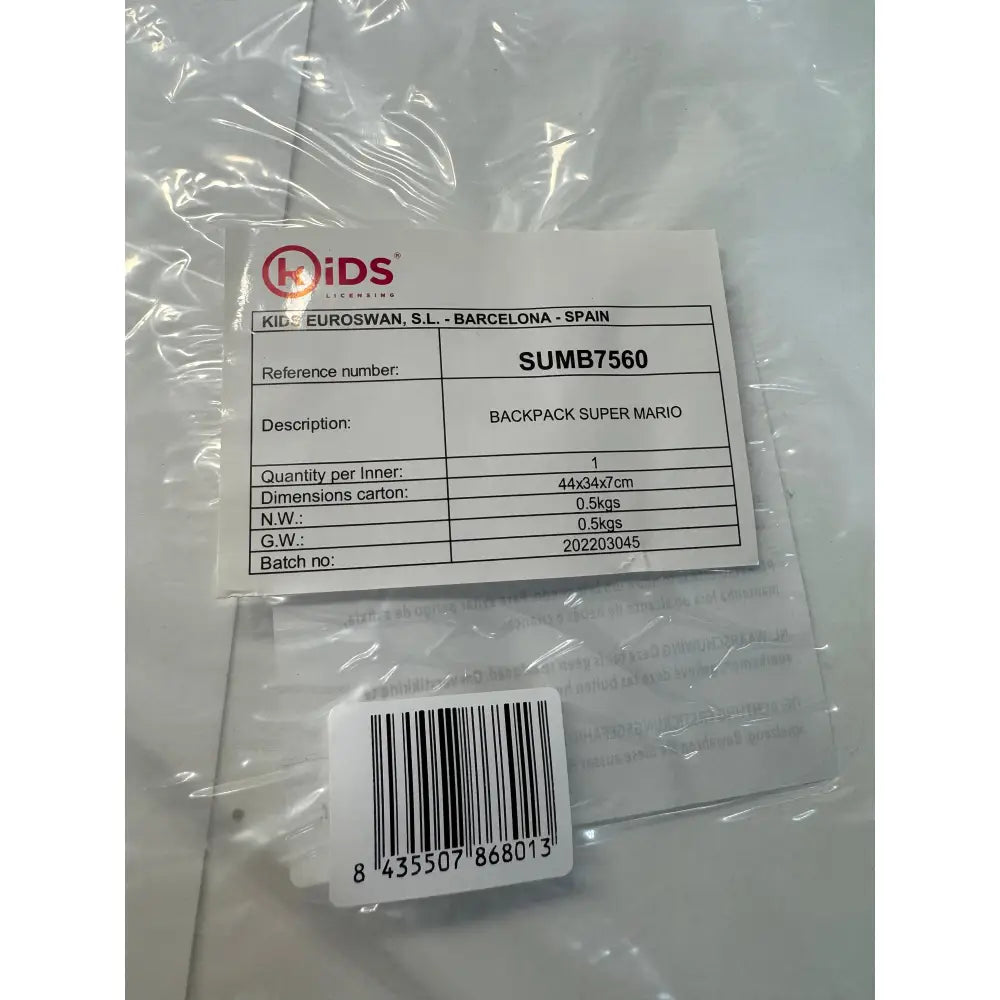 KiDS®
LICENSING
KIDS EUROSWAN, S.L. - BARCELONA - SPAIN
Reference number: SUMB7560
Description: BACKPACK SUPER MARIO
Quantity per Inner: 1
Dimensions carton: 44x34x7cm
N.W.: 0.5kgs
G.W.: 0.5kgs
Batch no: 202203045
8 435507 868013